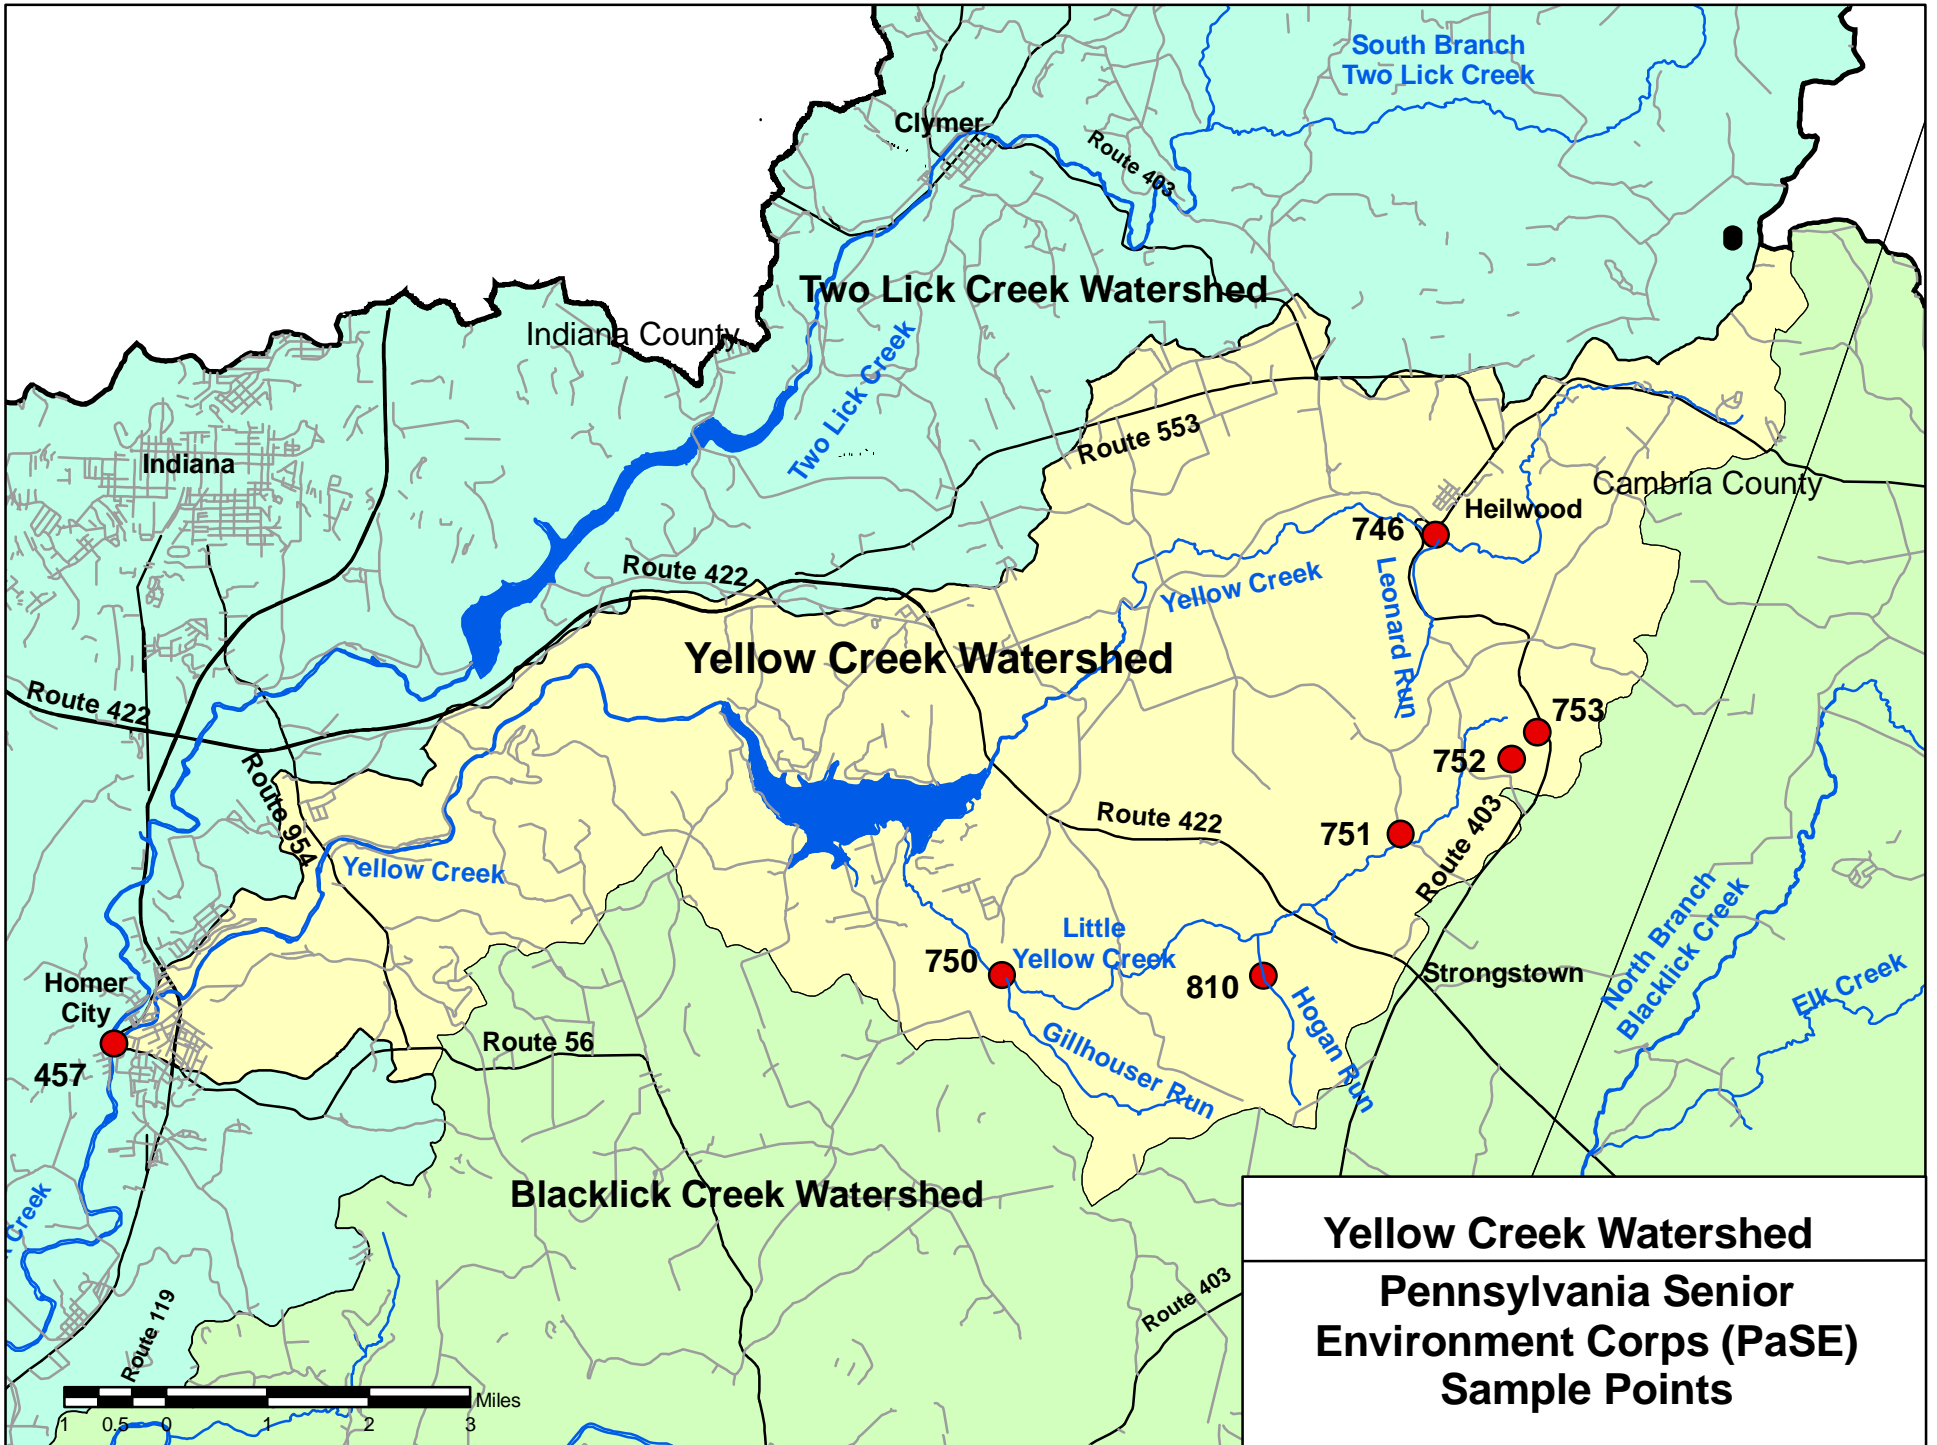 South Branch
Two Lick Creek
Clymer
Route 403
Two Lick Creek Watershed
Indiana County
Two Lick Creek
Route 553
Indiana
Cambria County
Heilwood
746
Route 422
Yellow Creek
Leonard Run
Yellow Creek Watershed
Route 422
753
752
Route 954
Route 422
751
Route 403
Yellow Creek
North Branch
Blacklick Creek
Little
Yellow Creek
750
810
Strongstown
Elk Creek
Homer
City
Hogan Run
Gillhouser Run
Route 56
457
Blacklick Creek Watershed
Creek
Route 119
Route 403
Miles
1 0.5 0 1 2 3
Yellow Creek Watershed
Pennsylvania Senior
Environment Corps (PaSE)
Sample Points